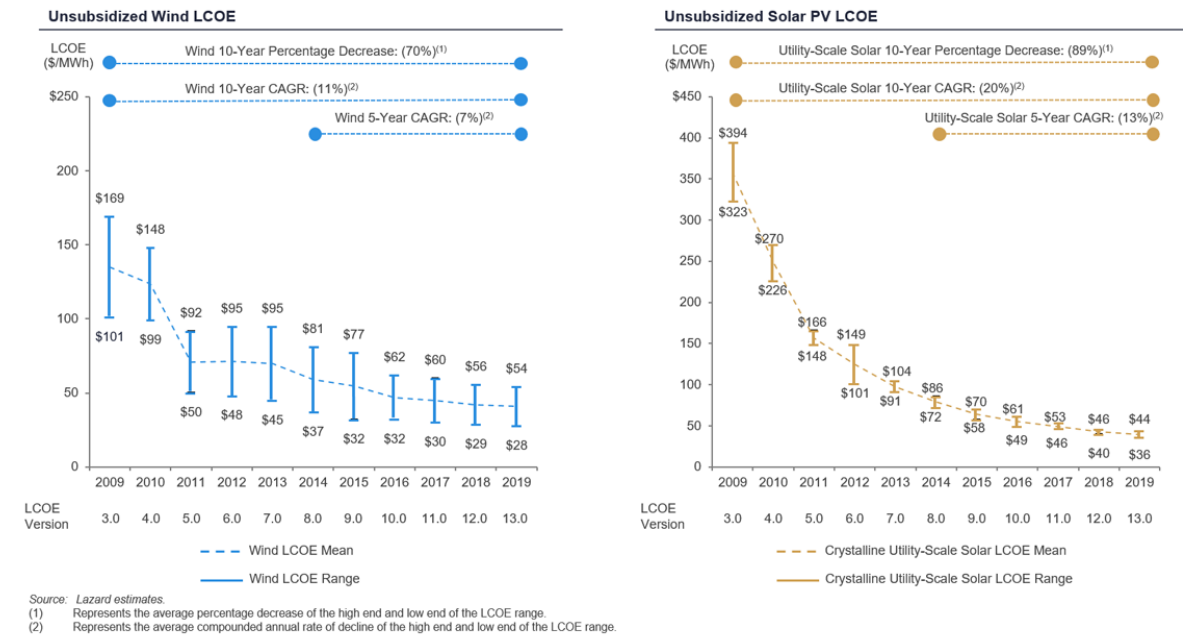 Unsubsidized Wind LCOE
LCOE
($/MWh)
Wind 10-Year Percentage Decrease: (70%)(1)
Wind 10-Year CAGR: (11%)(2)
Wind 5-Year CAGR: (7%)(2)
$250
200
150
100
50
0
$169
$148
$92
$95
$95
$81
$77
$62
$60
$56
$54
$101
$99
$50
$48
$45
$37
$32
$32
$30
$29
$28
2009 2010 2011 2012 2013 2014 2015 2016 2017 2018 2019
LCOE
Version
3.0 4.0 5.0 6.0 7.0 8.0 9.0 10.0 11.0 12.0 13.0
Wind LCOE Mean
Wind LCOE Range
Unsubsidized Solar PV LCOE
LCOE
($/MWh)
Utility-Scale Solar 10-Year Percentage Decrease: (89%)(1)
Utility-Scale Solar 10-Year CAGR: (20%)(2)
Utility-Scale Solar 5-Year CAGR: (13%)(2)
$450
400
350
300
250
200
150
100
50
0
$394
$323
$270
$226
$166
$148
$149
$101
$104
$91
$86
$72
$70
$58
$61
$49
$53
$46
$46
$40
$44
$36
2009 2010 2011 2012 2013 2014 2015 2016 2017 2018 2019
LCOE
Version
3.0 4.0 5.0 6.0 7.0 8.0 9.0 10.0 11.0 12.0 13.0
Crystalline Utility-Scale Solar LCOE Mean
Crystalline Utility-Scale Solar LCOE Range
Source: Lazard estimates.
(1) Represents the average percentage decrease of the high end and low end of the LCOE range.
(2) Represents the average compounded annual rate of decline of the high end and low end of the LCOE range.